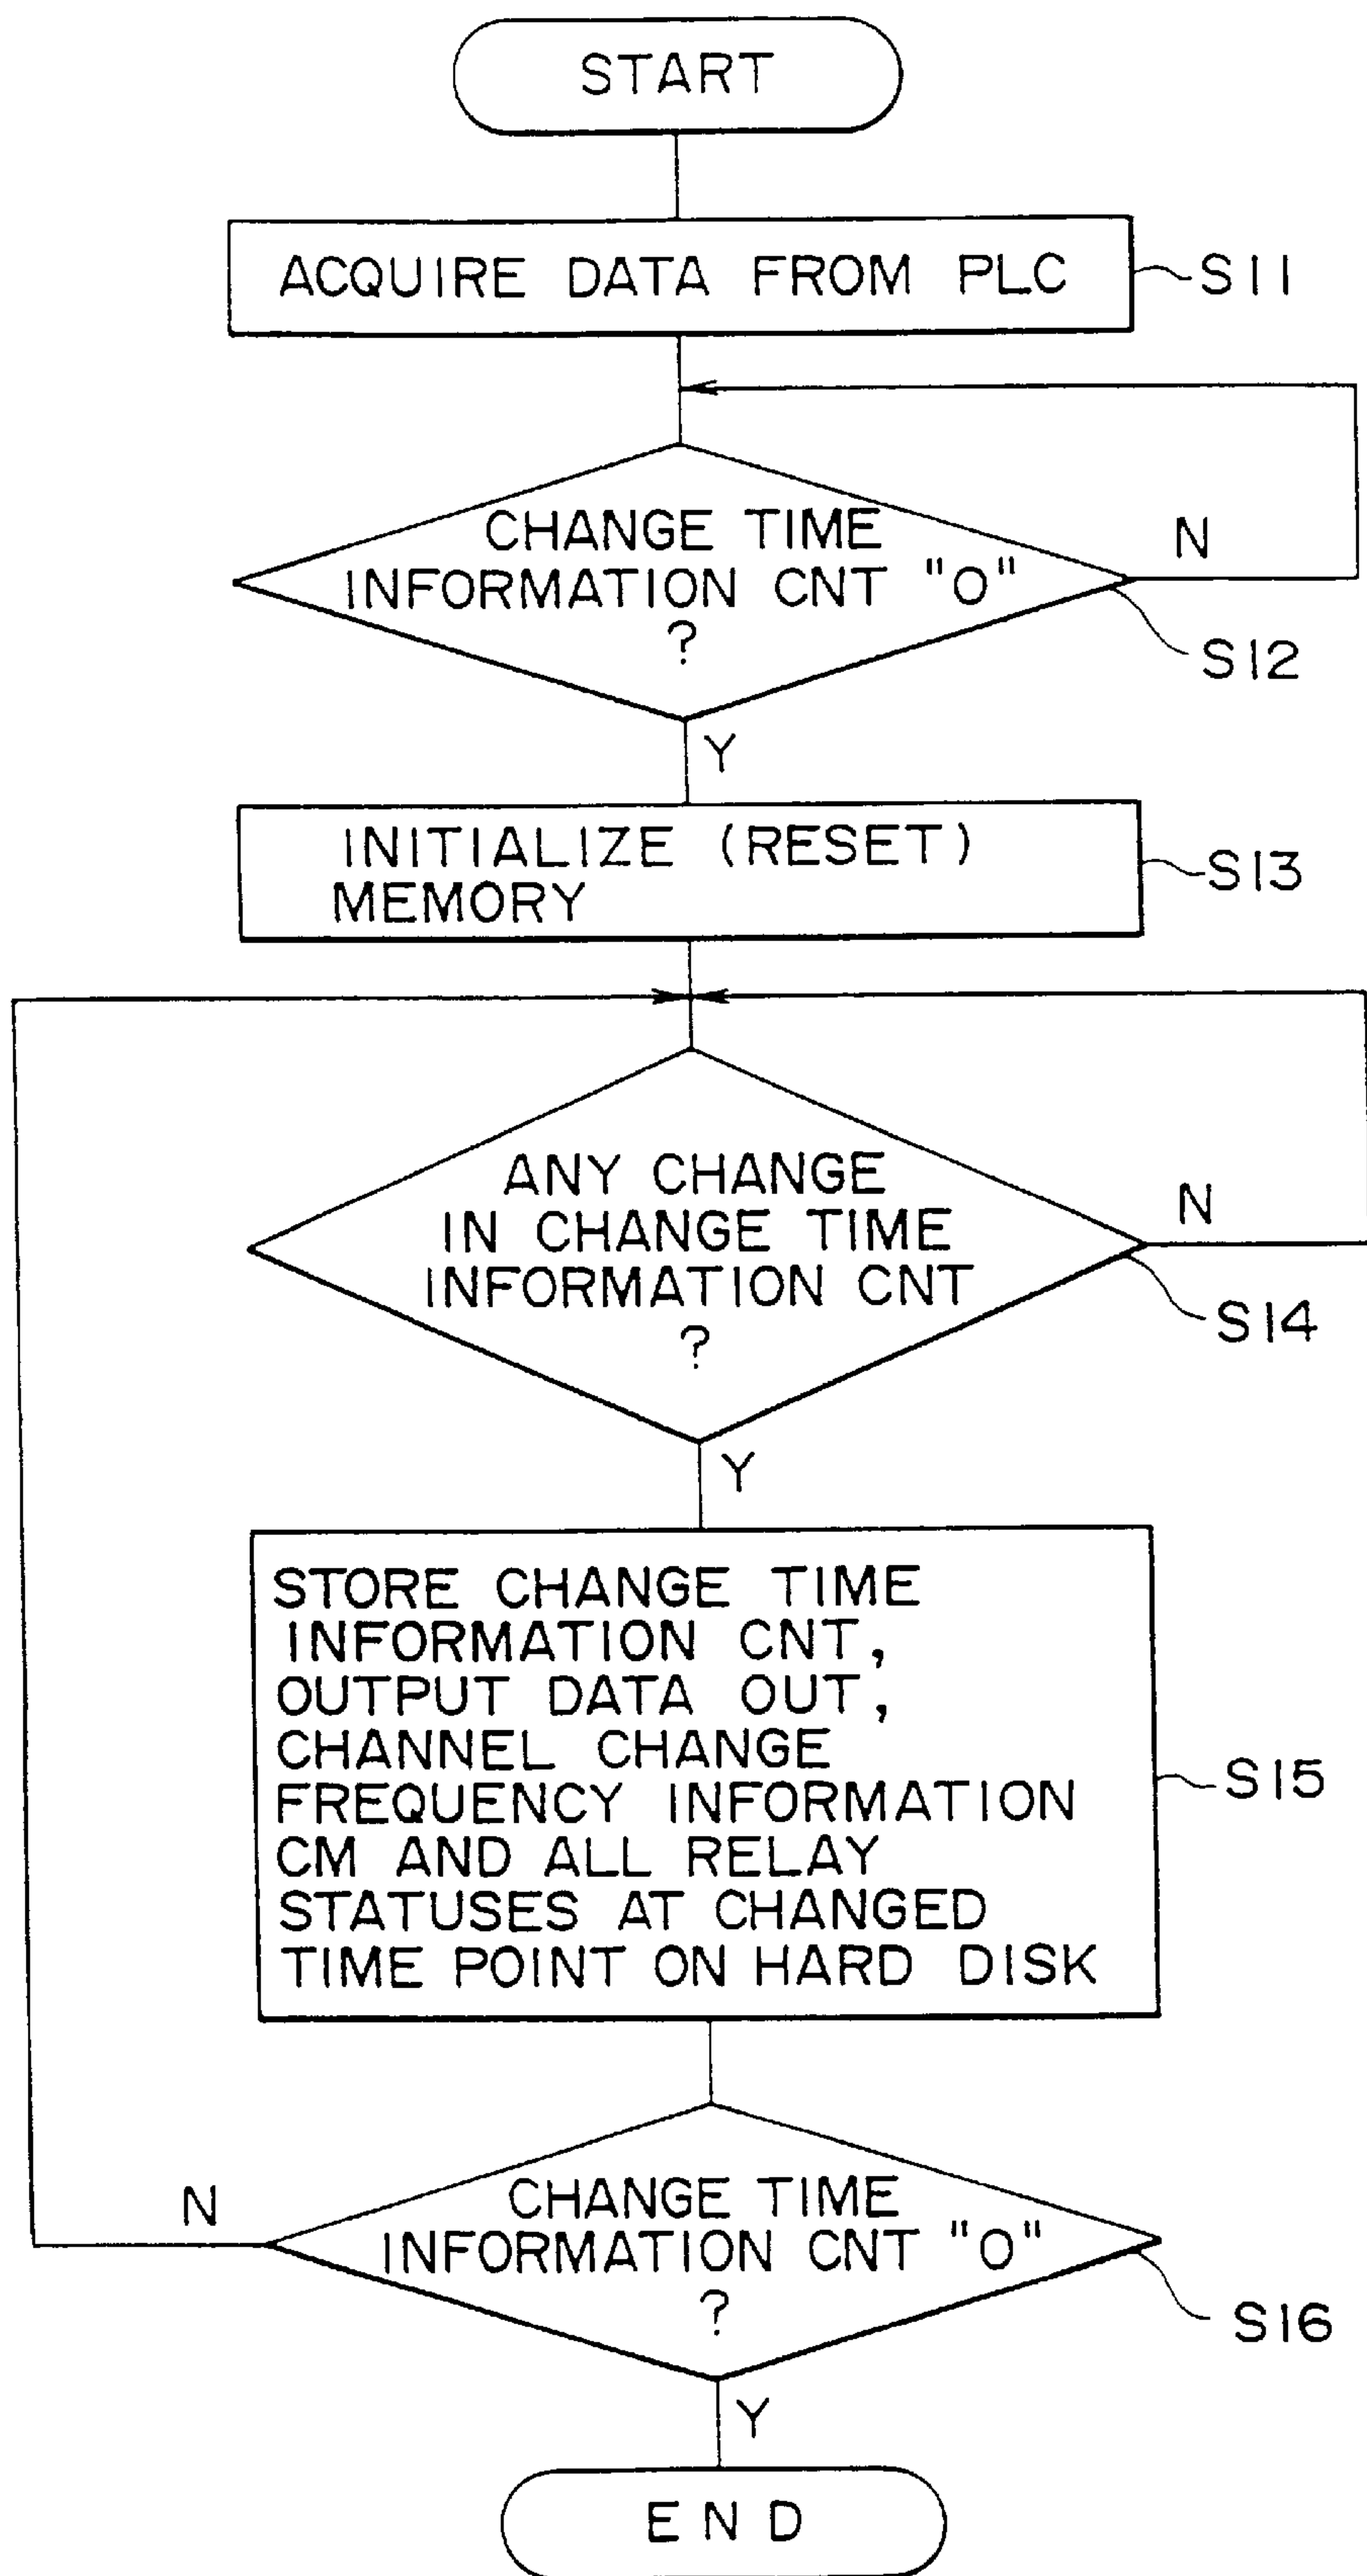 START
ACQUIRE DATA FROM PLC
S11
CHANGE TIME
INFORMATION CNT "0"
?
N
S12
Y
INITIALIZE (RESET)
MEMORY
S13
ANY CHANGE
IN CHANGE TIME
INFORMATION CNT
?
N
S14
Y
STORE CHANGE TIME
INFORMATION CNT,
OUTPUT DATA OUT,
CHANNEL CHANGE
FREQUENCY INFORMATION
CM AND ALL RELAY
STATUSES AT CHANGED
TIME POINT ON HARD DISK
S15
N
CHANGE TIME
INFORMATION CNT "0"
?
S16
Y
END